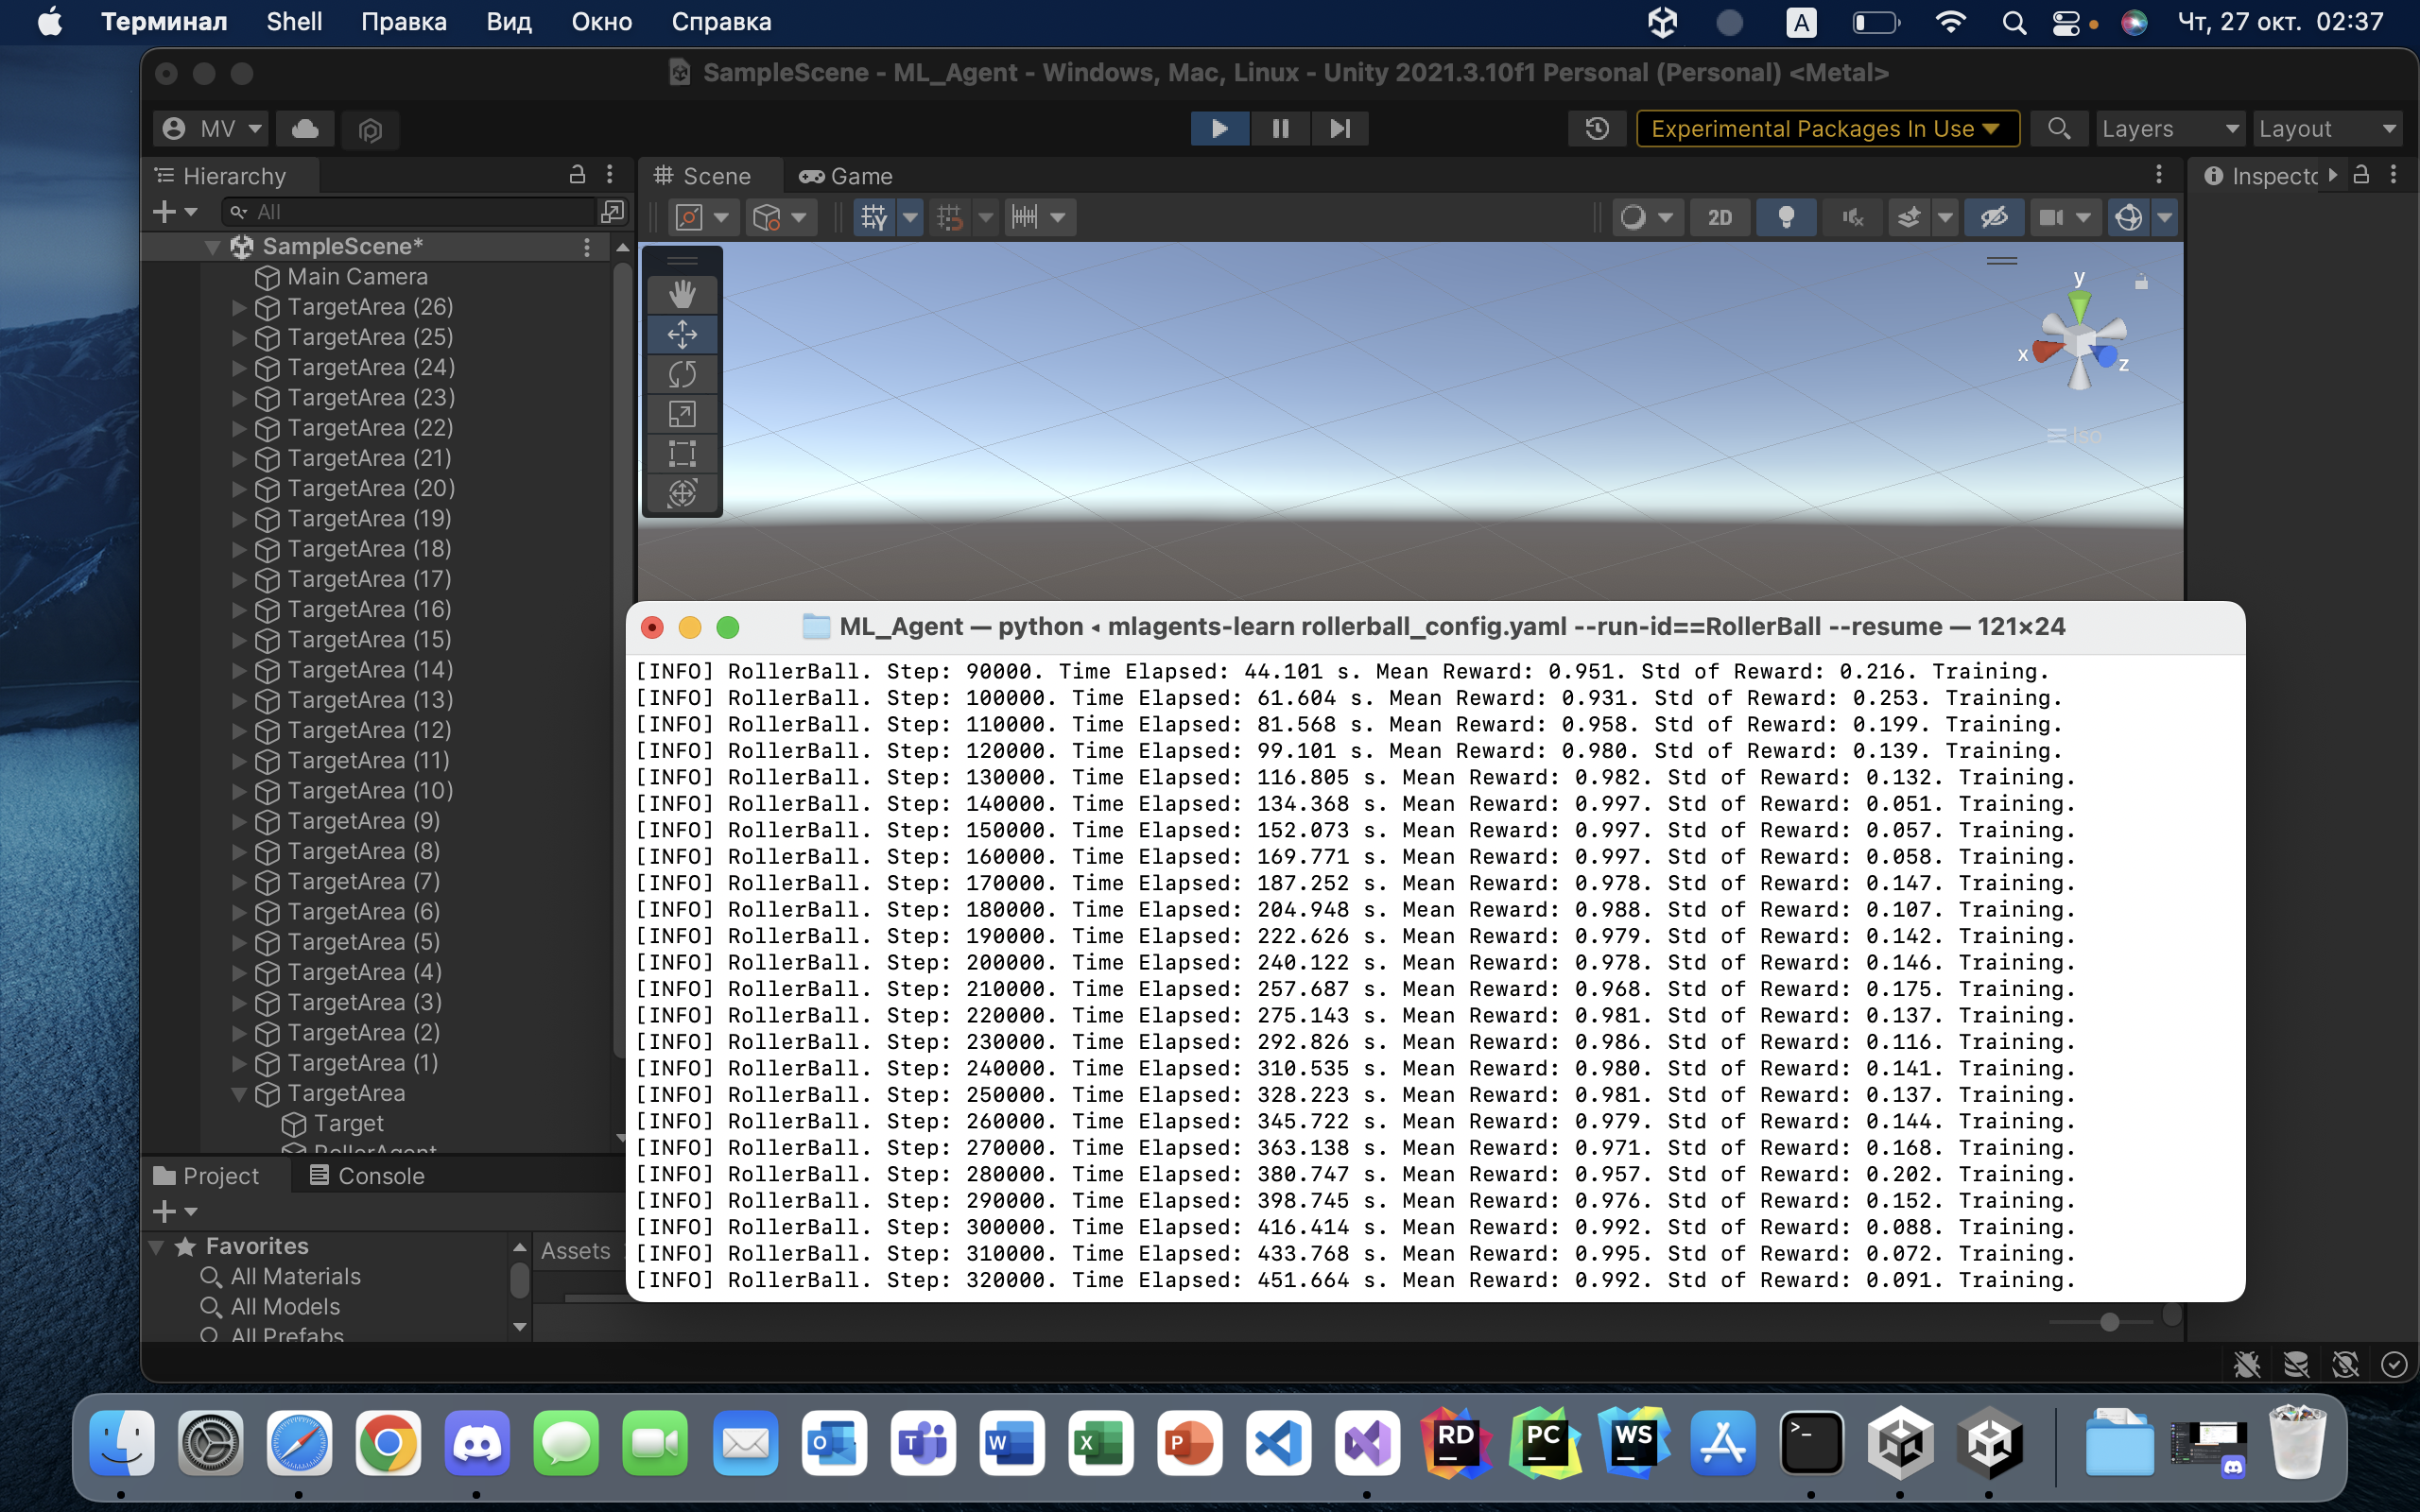 Терминал Shell Правка Вид Окно Справка A Чт, 27 окт. 02:37
SampleScene - ML_Agent - Windows, Mac, Linux - Unity 2021.3.10f1 Personal (Personal) <Metal>
MV Experimental Packages In Use Layers Layout
Hierarchy Scene Game Inspecto
All 2D
SampleScene*
Main Camera
TargetArea (26)
TargetArea (25)
TargetArea (24)
TargetArea (23)
TargetArea (22)
TargetArea (21)
TargetArea (20)
TargetArea (19)
TargetArea (18)
TargetArea (17)
TargetArea (16)
TargetArea (15)
TargetArea (14)
TargetArea (13)
TargetArea (12)
TargetArea (11)
TargetArea (10)
TargetArea (9)
TargetArea (8)
TargetArea (7)
TargetArea (6)
TargetArea (5)
TargetArea (4)
TargetArea (3)
TargetArea (2)
TargetArea (1)
TargetArea
Target
RollerAgent
y
x
z
Iso
ML_Agent — python ◂ mlagents-learn rollerball_config.yaml --run-id==RollerBall --resume — 121×24
[INFO] RollerBall. Step: 90000. Time Elapsed: 44.101 s. Mean Reward: 0.951. Std of Reward: 0.216. Training.
[INFO] RollerBall. Step: 100000. Time Elapsed: 61.604 s. Mean Reward: 0.931. Std of Reward: 0.253. Training.
[INFO] RollerBall. Step: 110000. Time Elapsed: 81.568 s. Mean Reward: 0.958. Std of Reward: 0.199. Training.
[INFO] RollerBall. Step: 120000. Time Elapsed: 99.101 s. Mean Reward: 0.980. Std of Reward: 0.139. Training.
[INFO] RollerBall. Step: 130000. Time Elapsed: 116.805 s. Mean Reward: 0.982. Std of Reward: 0.132. Training.
[INFO] RollerBall. Step: 140000. Time Elapsed: 134.368 s. Mean Reward: 0.997. Std of Reward: 0.051. Training.
[INFO] RollerBall. Step: 150000. Time Elapsed: 152.073 s. Mean Reward: 0.997. Std of Reward: 0.057. Training.
[INFO] RollerBall. Step: 160000. Time Elapsed: 169.771 s. Mean Reward: 0.997. Std of Reward: 0.058. Training.
[INFO] RollerBall. Step: 170000. Time Elapsed: 187.252 s. Mean Reward: 0.978. Std of Reward: 0.147. Training.
[INFO] RollerBall. Step: 180000. Time Elapsed: 204.948 s. Mean Reward: 0.988. Std of Reward: 0.107. Training.
[INFO] RollerBall. Step: 190000. Time Elapsed: 222.626 s. Mean Reward: 0.979. Std of Reward: 0.142. Training.
[INFO] RollerBall. Step: 200000. Time Elapsed: 240.122 s. Mean Reward: 0.978. Std of Reward: 0.146. Training.
[INFO] RollerBall. Step: 210000. Time Elapsed: 257.687 s. Mean Reward: 0.968. Std of Reward: 0.175. Training.
[INFO] RollerBall. Step: 220000. Time Elapsed: 275.143 s. Mean Reward: 0.981. Std of Reward: 0.137. Training.
[INFO] RollerBall. Step: 230000. Time Elapsed: 292.826 s. Mean Reward: 0.986. Std of Reward: 0.116. Training.
[INFO] RollerBall. Step: 240000. Time Elapsed: 310.535 s. Mean Reward: 0.980. Std of Reward: 0.141. Training.
[INFO] RollerBall. Step: 250000. Time Elapsed: 328.223 s. Mean Reward: 0.981. Std of Reward: 0.137. Training.
[INFO] RollerBall. Step: 260000. Time Elapsed: 345.722 s. Mean Reward: 0.979. Std of Reward: 0.144. Training.
[INFO] RollerBall. Step: 270000. Time Elapsed: 363.138 s. Mean Reward: 0.971. Std of Reward: 0.168. Training.
[INFO] RollerBall. Step: 280000. Time Elapsed: 380.747 s. Mean Reward: 0.957. Std of Reward: 0.202. Training.
[INFO] RollerBall. Step: 290000. Time Elapsed: 398.745 s. Mean Reward: 0.976. Std of Reward: 0.152. Training.
[INFO] RollerBall. Step: 300000. Time Elapsed: 416.414 s. Mean Reward: 0.992. Std of Reward: 0.088. Training.
[INFO] RollerBall. Step: 310000. Time Elapsed: 433.768 s. Mean Reward: 0.995. Std of Reward: 0.072. Training.
[INFO] RollerBall. Step: 320000. Time Elapsed: 451.664 s. Mean Reward: 0.992. Std of Reward: 0.091. Training.
Project Console
Favorites Assets
All Materials
All Models
All Prefabs
O T W X P RD PC WS >_